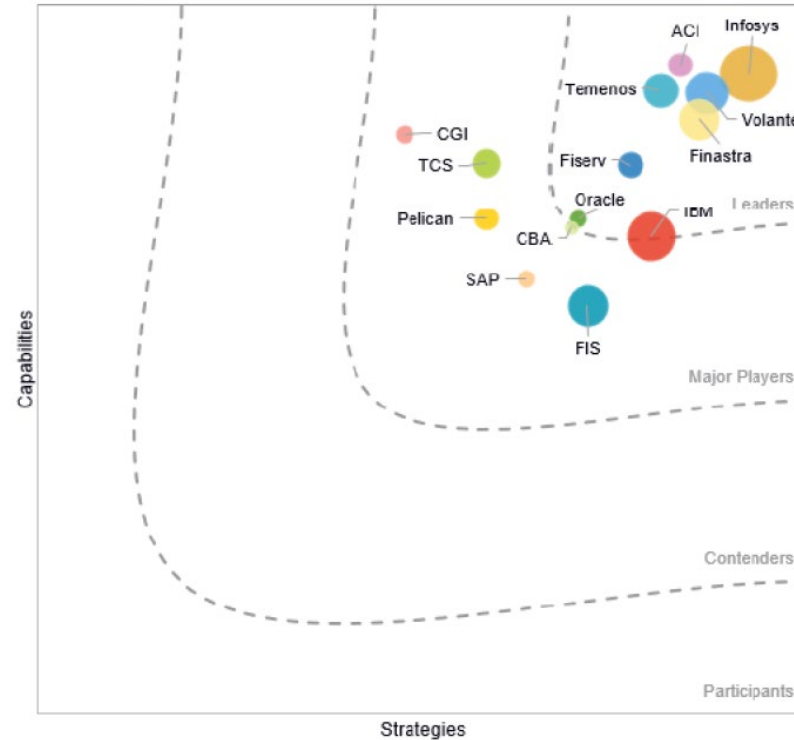 Infosys
ACI
Temenos
Volante
Finastra
CGI
TCS
Fiserv
Leaders
Oracle
IBM
Pelican
CBA
SAP
FIS
Capabilities
Major Players
Contenders
Participants
Strategies